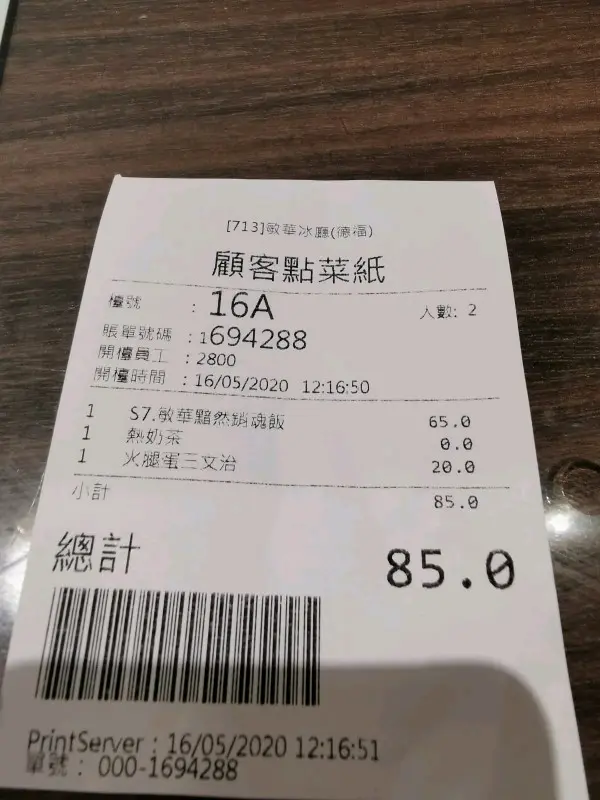 [713]敏華冰廳(德福)
顧客點菜紙
檯號 : 16A 人數: 2
賬單號碼 : 1694288
開檯員工 : 2800
開檯時間 : 16/05/2020 12:16:50
1 S7.敏華黯然銷魂飯 65.0
1 熱奶茶 0.0
1 火腿蛋三文治 20.0
小計 85.0
總計 85.0
PrintServer : 16/05/2020 12:16:51
單號 : 000-1694288